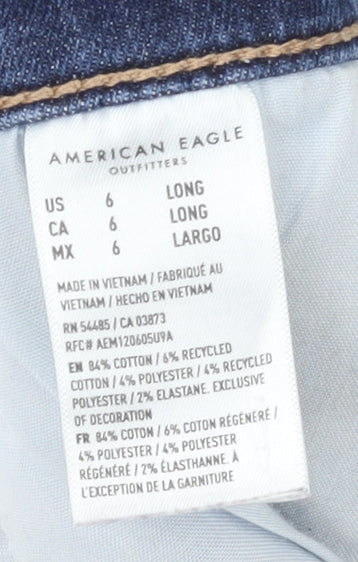 AMERICAN EAGLE
OUTFITTERS
US 6 LONG
CA 6 LONG
MX 6 LARGO
MADE IN VIETNAM / FABRIQUÉ AU
VIETNAM / HECHO EN VIETNAM
RN 54485 / CA 03873
RFC# AEM120605U9A
EN 84% COTTON / 6% RECYCLED
COTTON / 4% POLYESTER / 4% RECYCLED
POLYESTER / 2% ELASTANE. EXCLUSIVE
OF DECORATION
FR 84% COTON / 6% COTON RÉGÉNÉRÉ /
4% POLYESTER / 4% POLYESTER
RÉGÉNÉRÉ / 2% ÉLASTHANNE. À
L'EXCEPTION DE LA GARNITURE